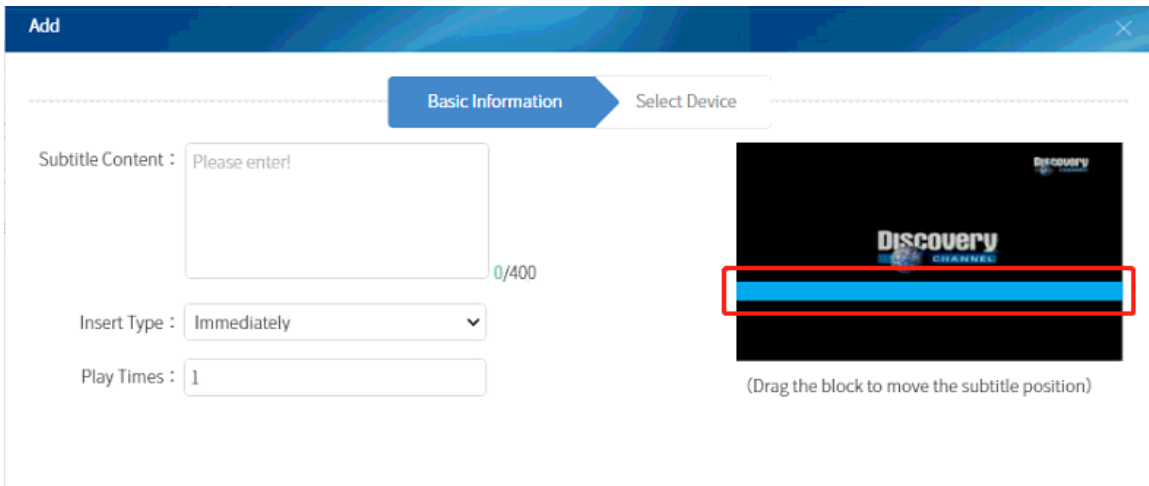 Add
Basic Information
Select Device
Subtitle Content：
Please enter!
0/400
Insert Type：
Immediately
Play Times：
1
Discovery
Discovery
CHANNEL
(Drag the block to move the subtitle position)